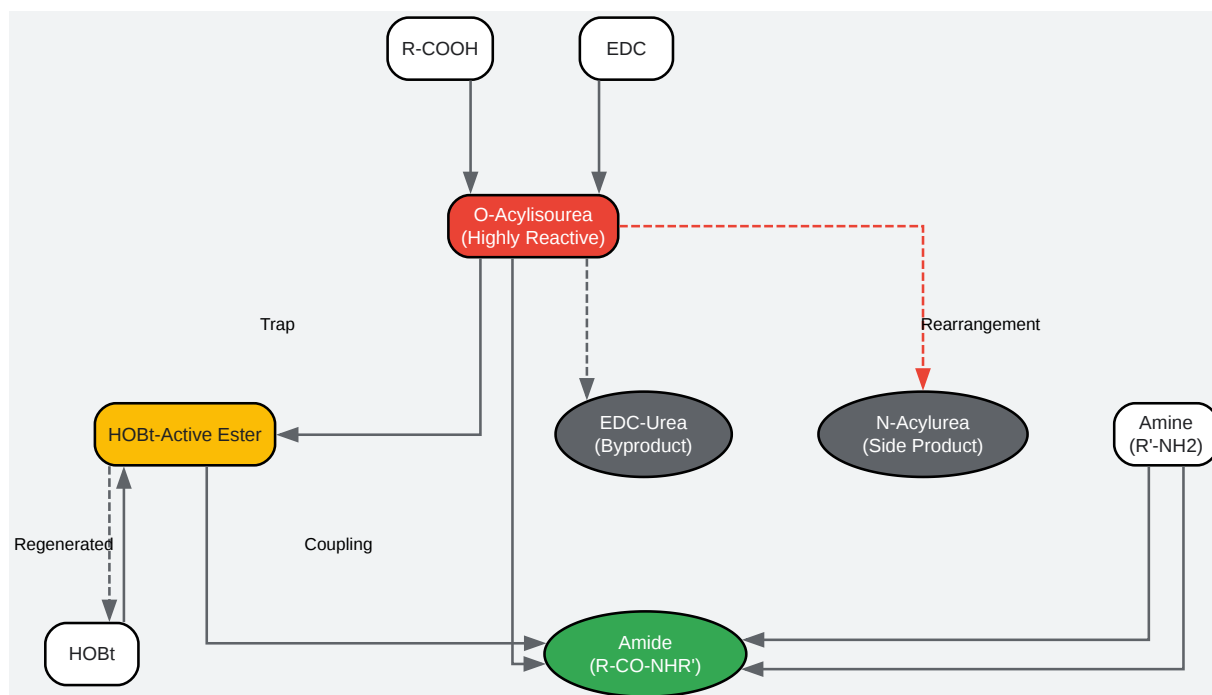 R-COOH
EDC
O-Acylisourea
(Highly Reactive)
Trap
Rearrangement
HOBt-Active Ester
EDC-Urea
(Byproduct)
N-Acylurea
(Side Product)
Amine
(R'-NH2)
Regenerated
Coupling
HOBt
Amide
(R-CO-NHR')